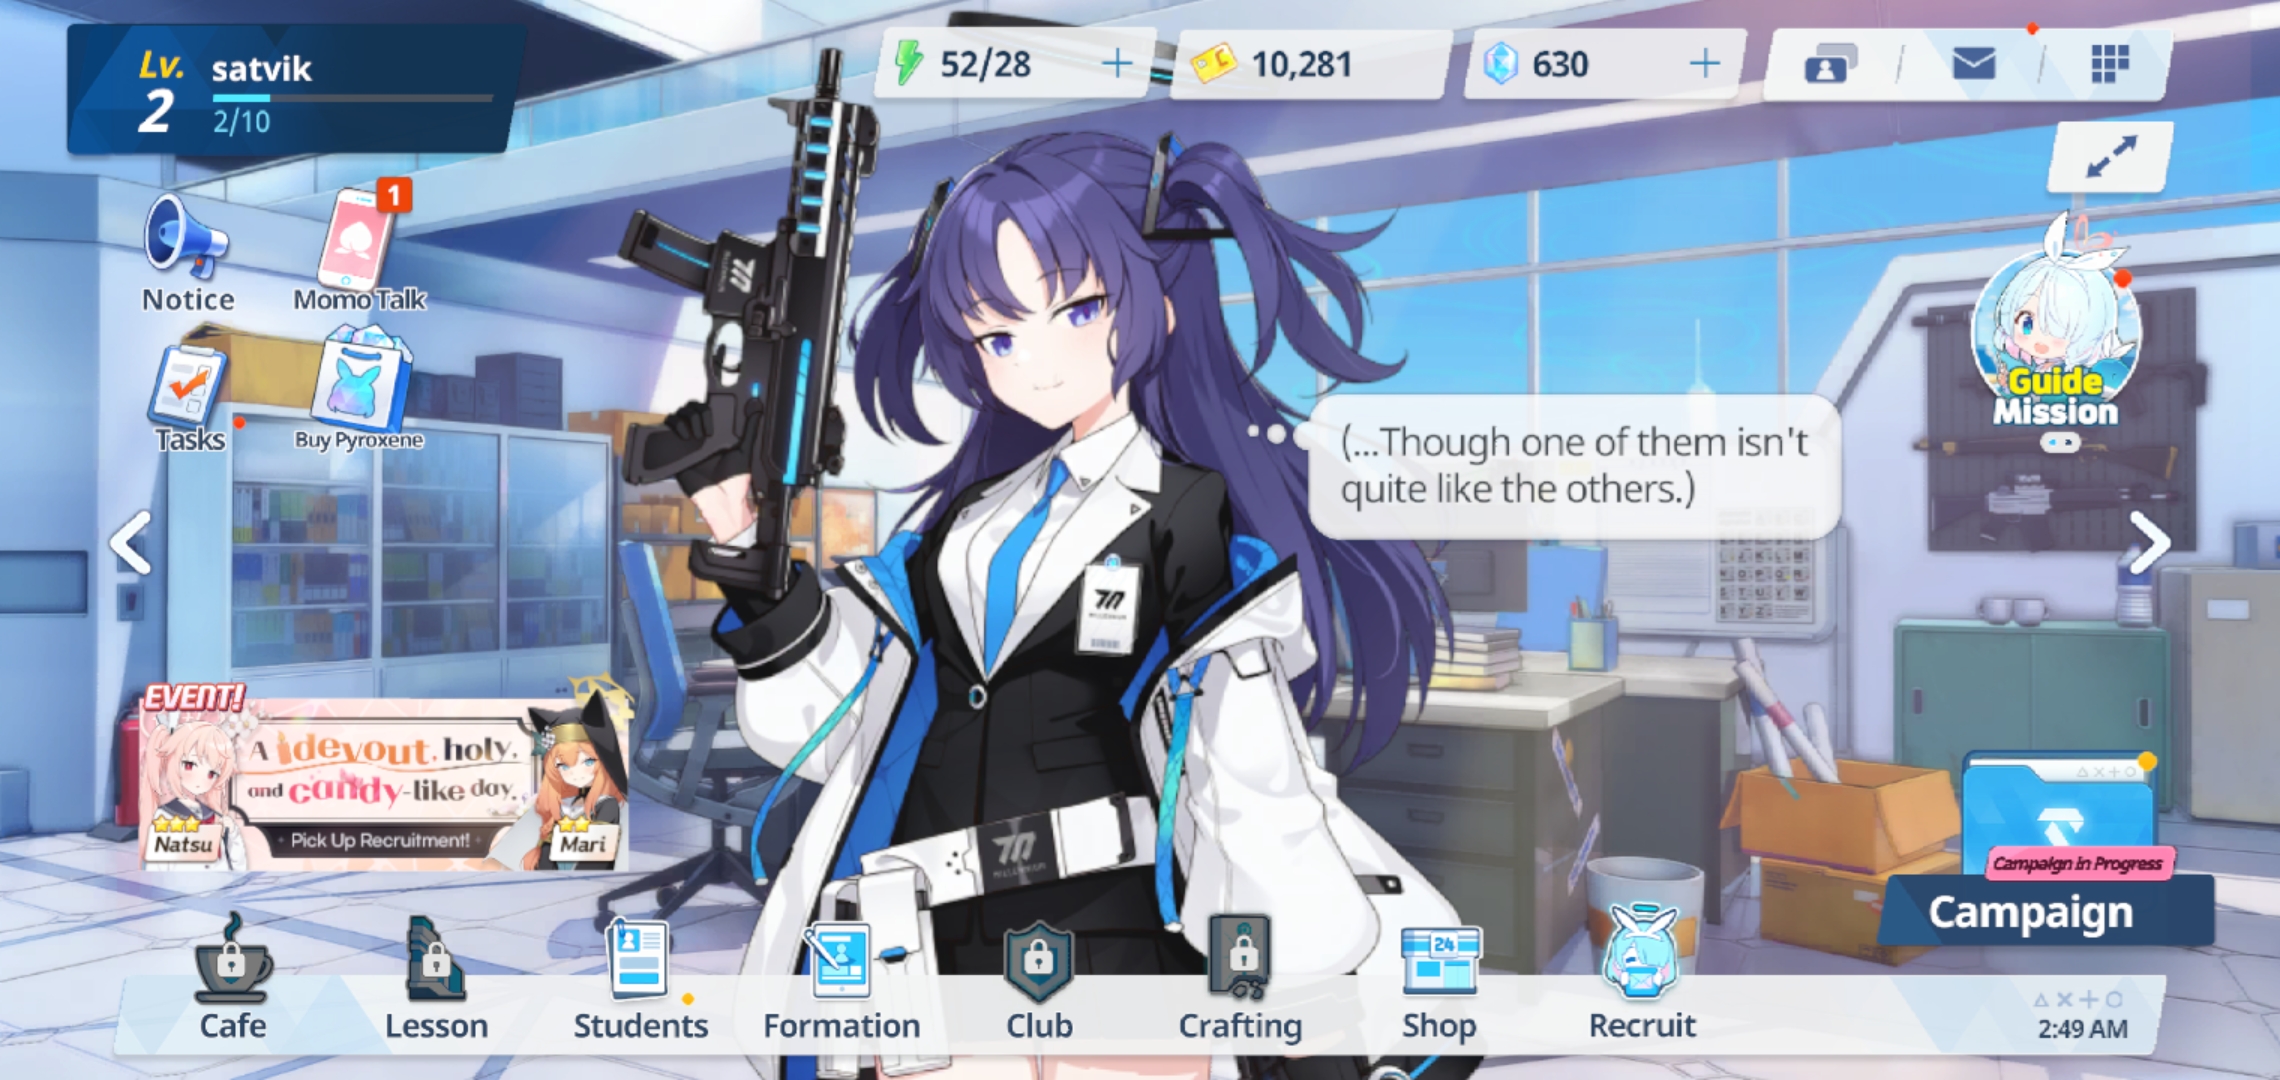 Lv. 2
satvik
2/10
52/28
10,281
630
Notice
1
MomoTalk
Tasks
Buy Pyroxene
Guide
Mission
(...Though one of them isn't
quite like the others.)
EVENT!
A devout, holy,
and candy-like day.
Pick Up Recruitment!
Natsu
Mari
Campaign in Progress
Campaign
Cafe
Lesson
Students
Formation
Club
Crafting
24
Shop
Recruit
2:49 AM